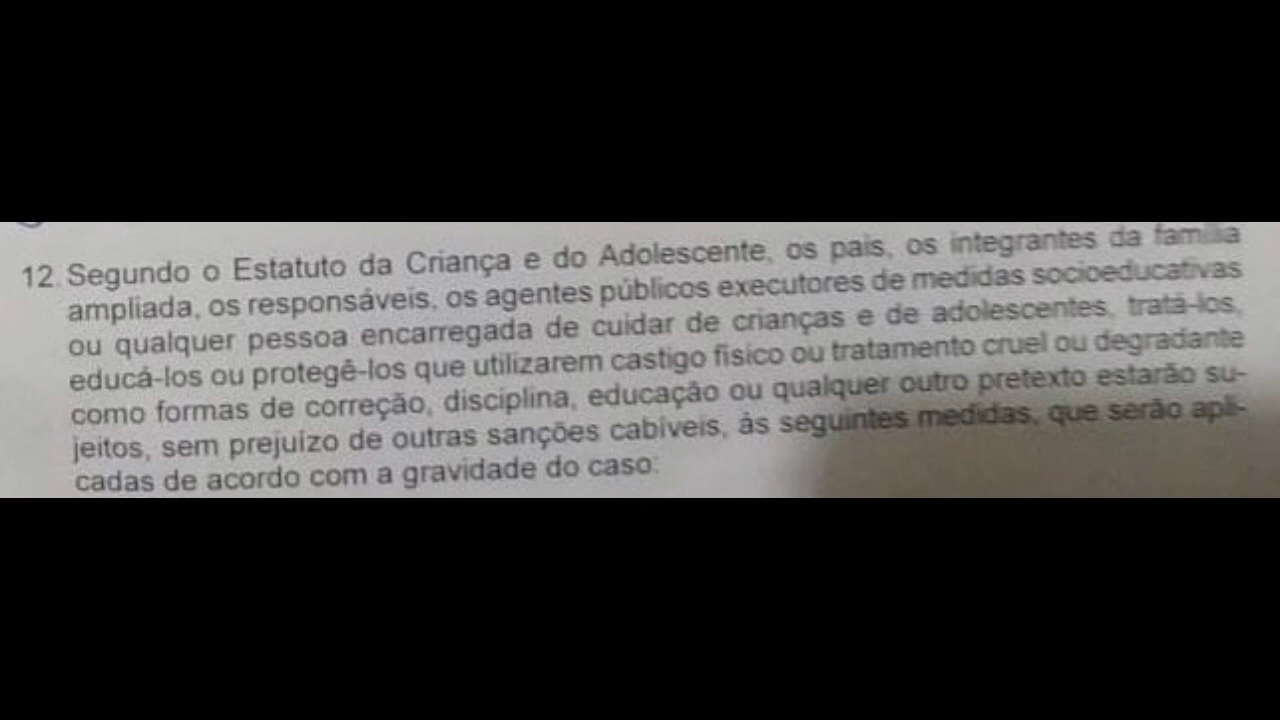 12. Segundo o Estatuto da Criança e do Adolescente, os pais, os integrantes da família
ampliada, os responsáveis, os agentes públicos executores de medidas socioeducativas
ou qualquer pessoa encarregada de cuidar de crianças e de adolescentes, tratá-los,
educá-los ou protegê-los que utilizarem castigo físico ou tratamento cruel ou degradante
como formas de correção, disciplina, educação ou qualquer outro pretexto estarão su-
jeitos, sem prejuízo de outras sanções cabíveis, às seguintes medidas, que serão apli-
cadas de acordo com a gravidade do caso: